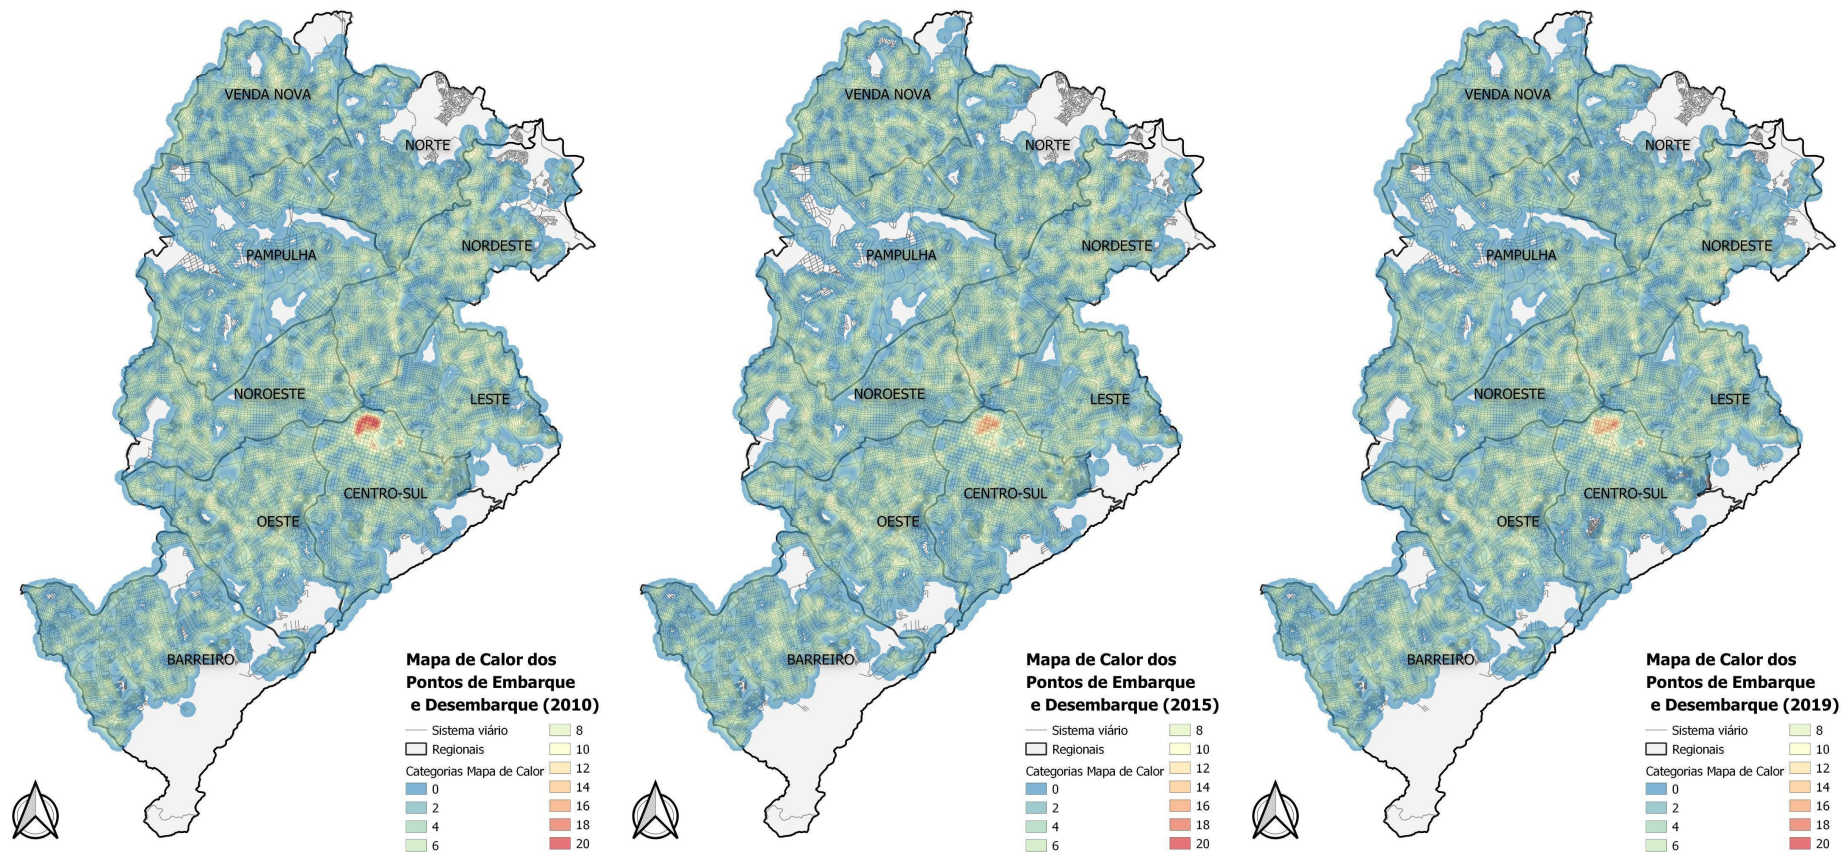 VENDA NOVA
NORTE
NORDESTE
PAMPULHA
NOROESTE
LESTE
CENTRO-SUL
OESTE
BARREIRO
Mapa de Calor dos
Pontos de Embarque
e Desembarque (2010)
Sistema viário
Regionais
Categorias Mapa de Calor
0
2
4
6
8
10
12
14
16
18
20
VENDA NOVA
NORTE
NORDESTE
PAMPULHA
NOROESTE
LESTE
CENTRO-SUL
OESTE
BARREIRO
Mapa de Calor dos
Pontos de Embarque
e Desembarque (2015)
Sistema viário
Regionais
Categorias Mapa de Calor
0
2
4
6
8
10
12
14
16
18
20
VENDA NOVA
NORTE
NORDESTE
PAMPULHA
NOROESTE
LESTE
CENTRO-SUL
OESTE
BARREIRO
Mapa de Calor dos
Pontos de Embarque
e Desembarque (2019)
Sistema viário
Regionais
Categorias Mapa de Calor
0
2
4
6
8
10
12
14
16
18
20